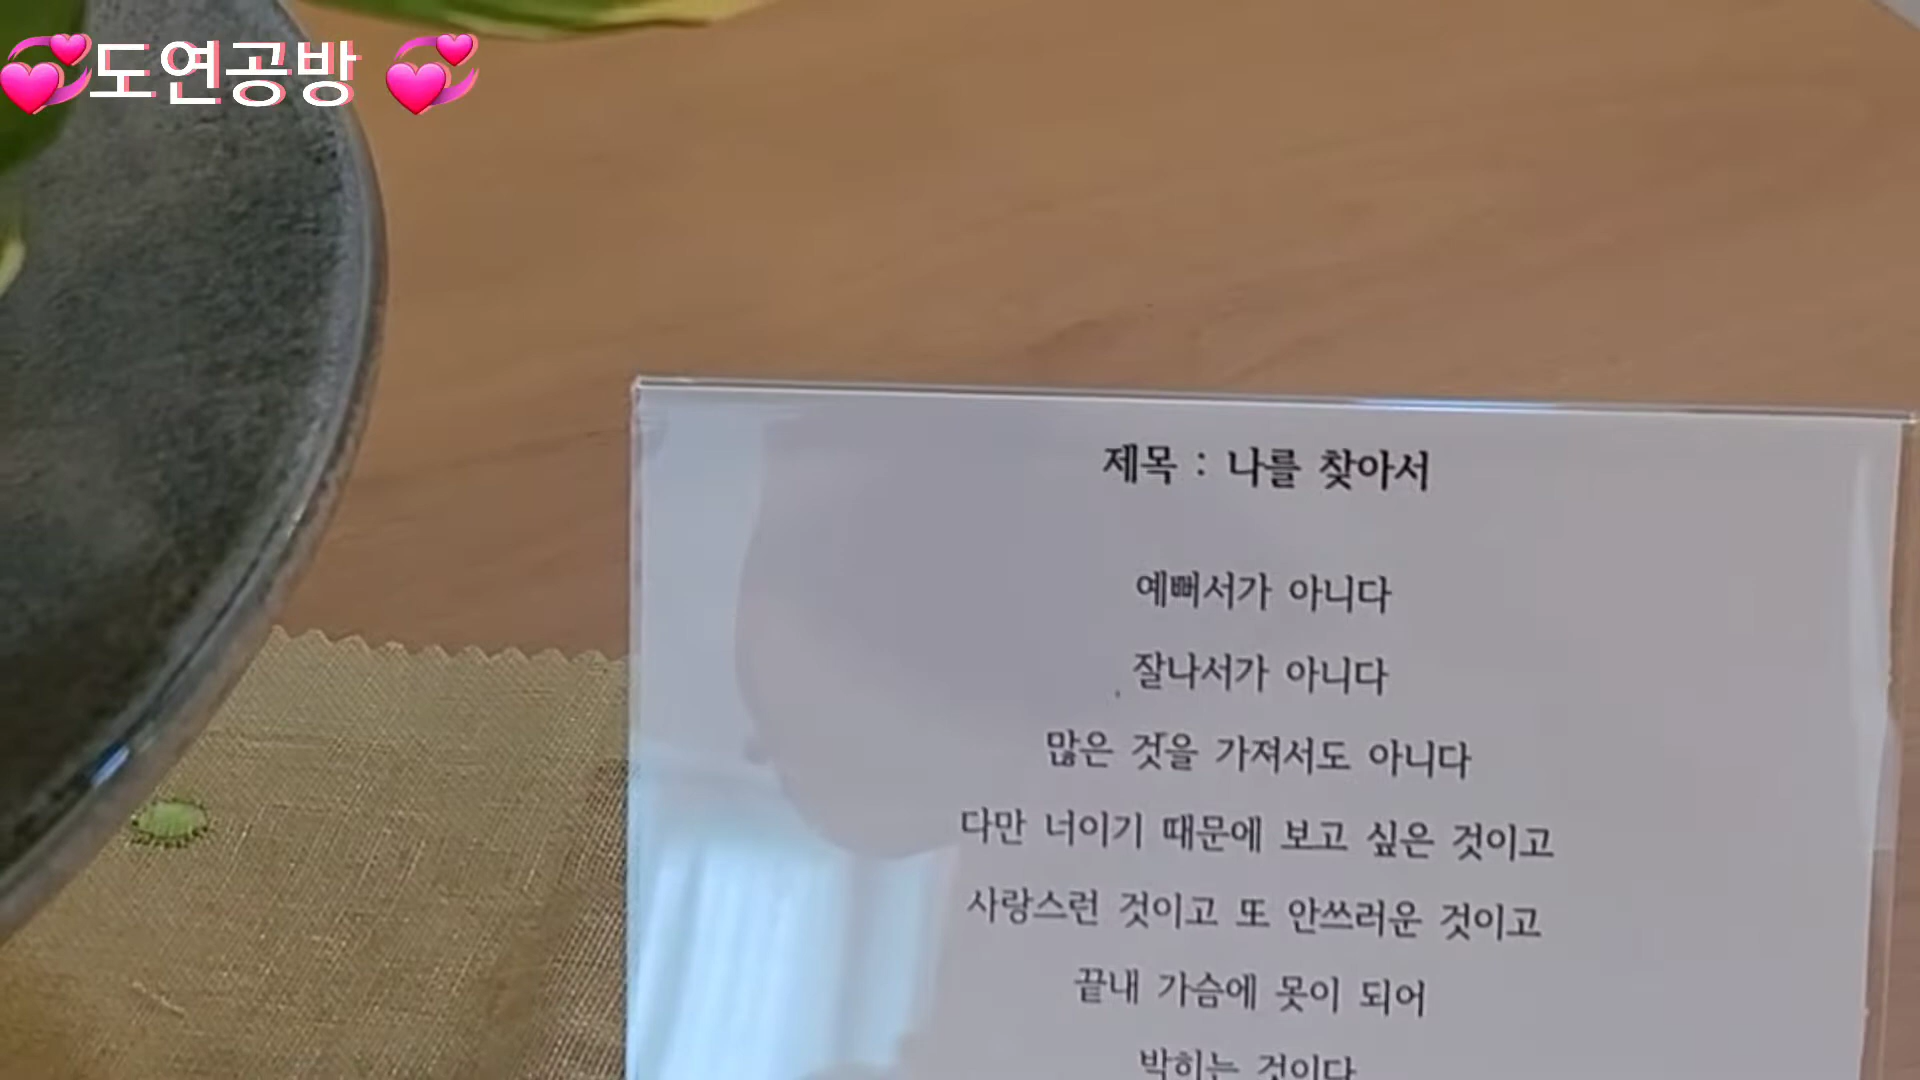 💞도연공방 💞
제목 : 나를 찾아서
예뻐서가 아니다
잘나서가 아니다
많은 것을 가져서도 아니다
다만 너이기 때문에 보고 싶은 것이고
사랑스런 것이고 또 안쓰러운 것이고
끝내 가슴에 못이 되어
박히는 것이다